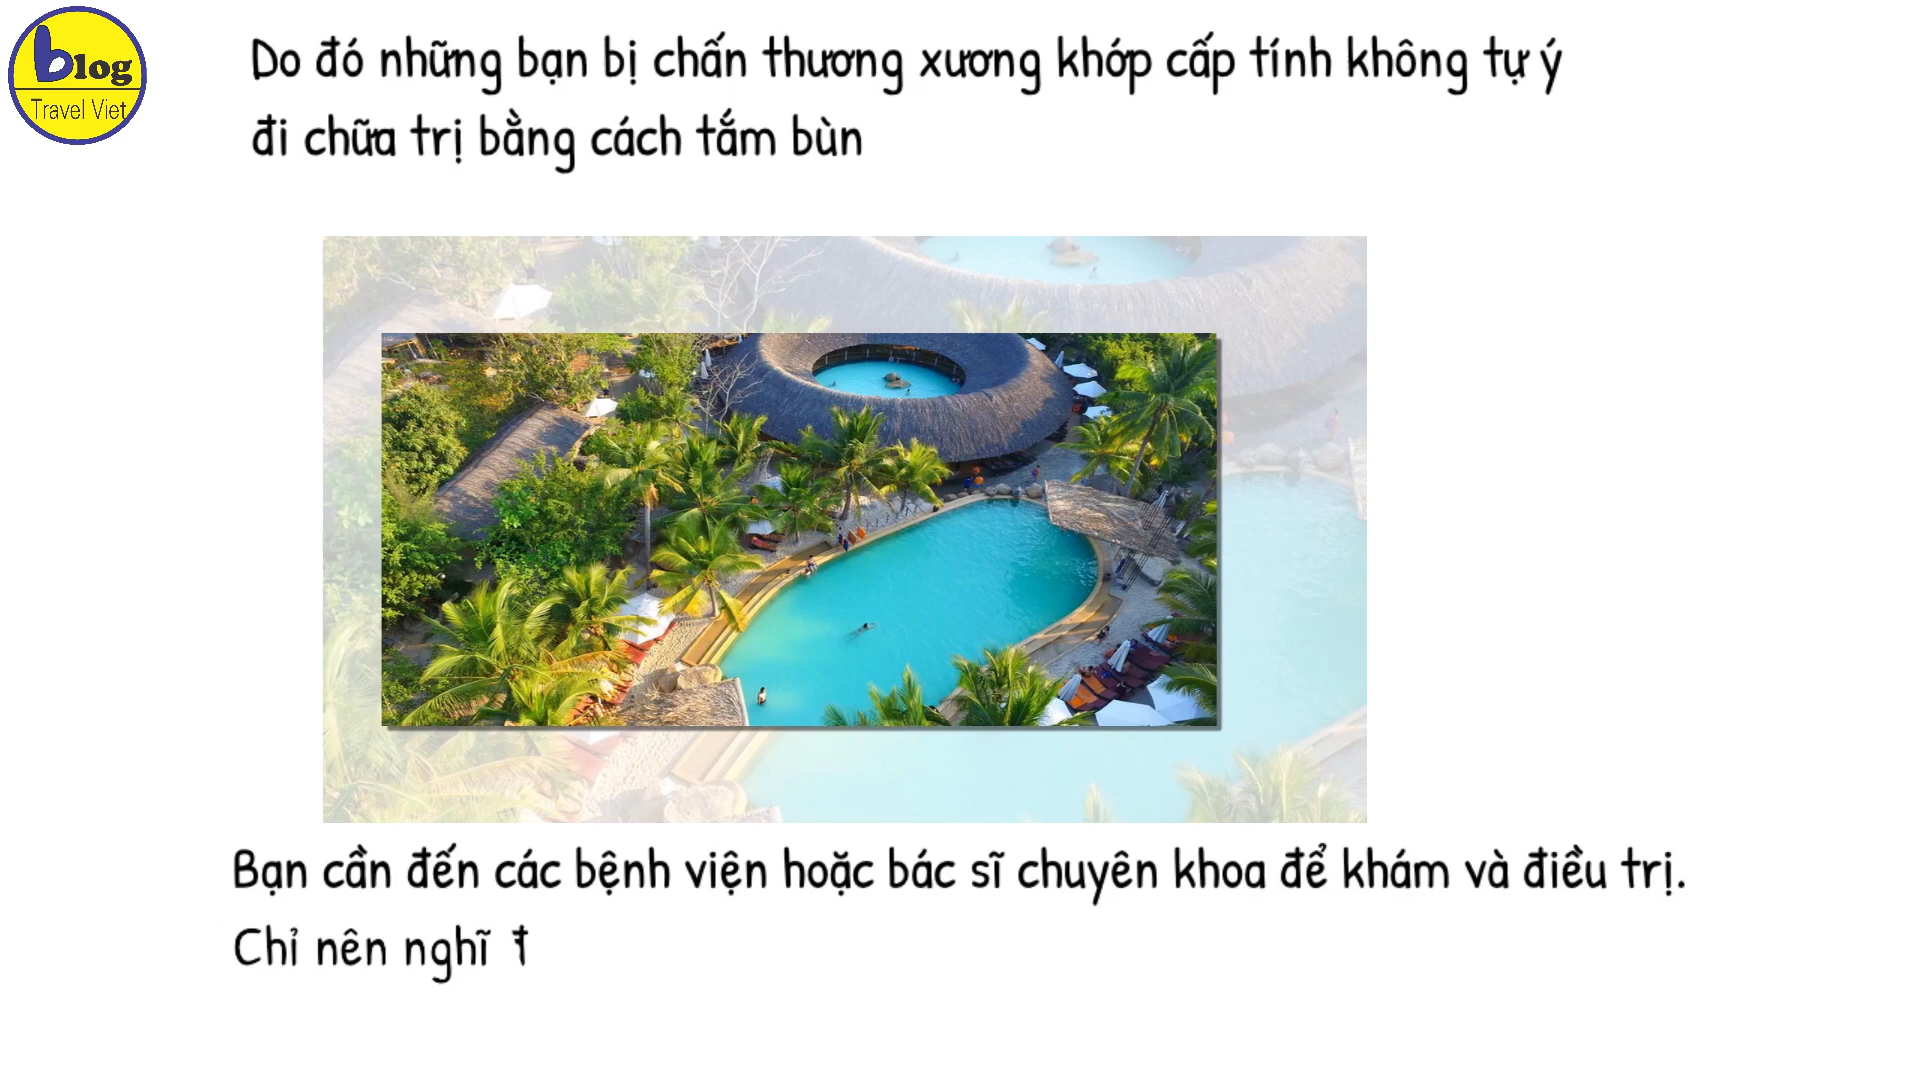 blog
Travel Viet
Do đó những bạn bị chấn thương xương khớp cấp tính không tự ý
đi chữa trị bằng cách tắm bùn
Bạn cần đến các bệnh viện hoặc bác sĩ chuyên khoa để khám và điều trị.
Chỉ nên nghĩ